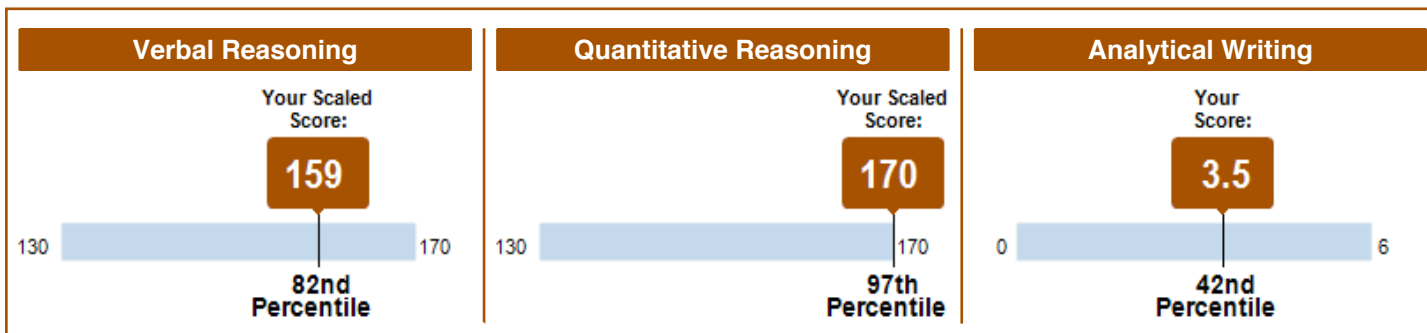 Verbal Reasoning
Your Scaled
Score:
159
130
170
82nd
Percentile
Quantitative Reasoning
Your Scaled
Score:
170
130
170
97th
Percentile
Analytical Writing
Your
Score:
3.5
0
6
42nd
Percentile